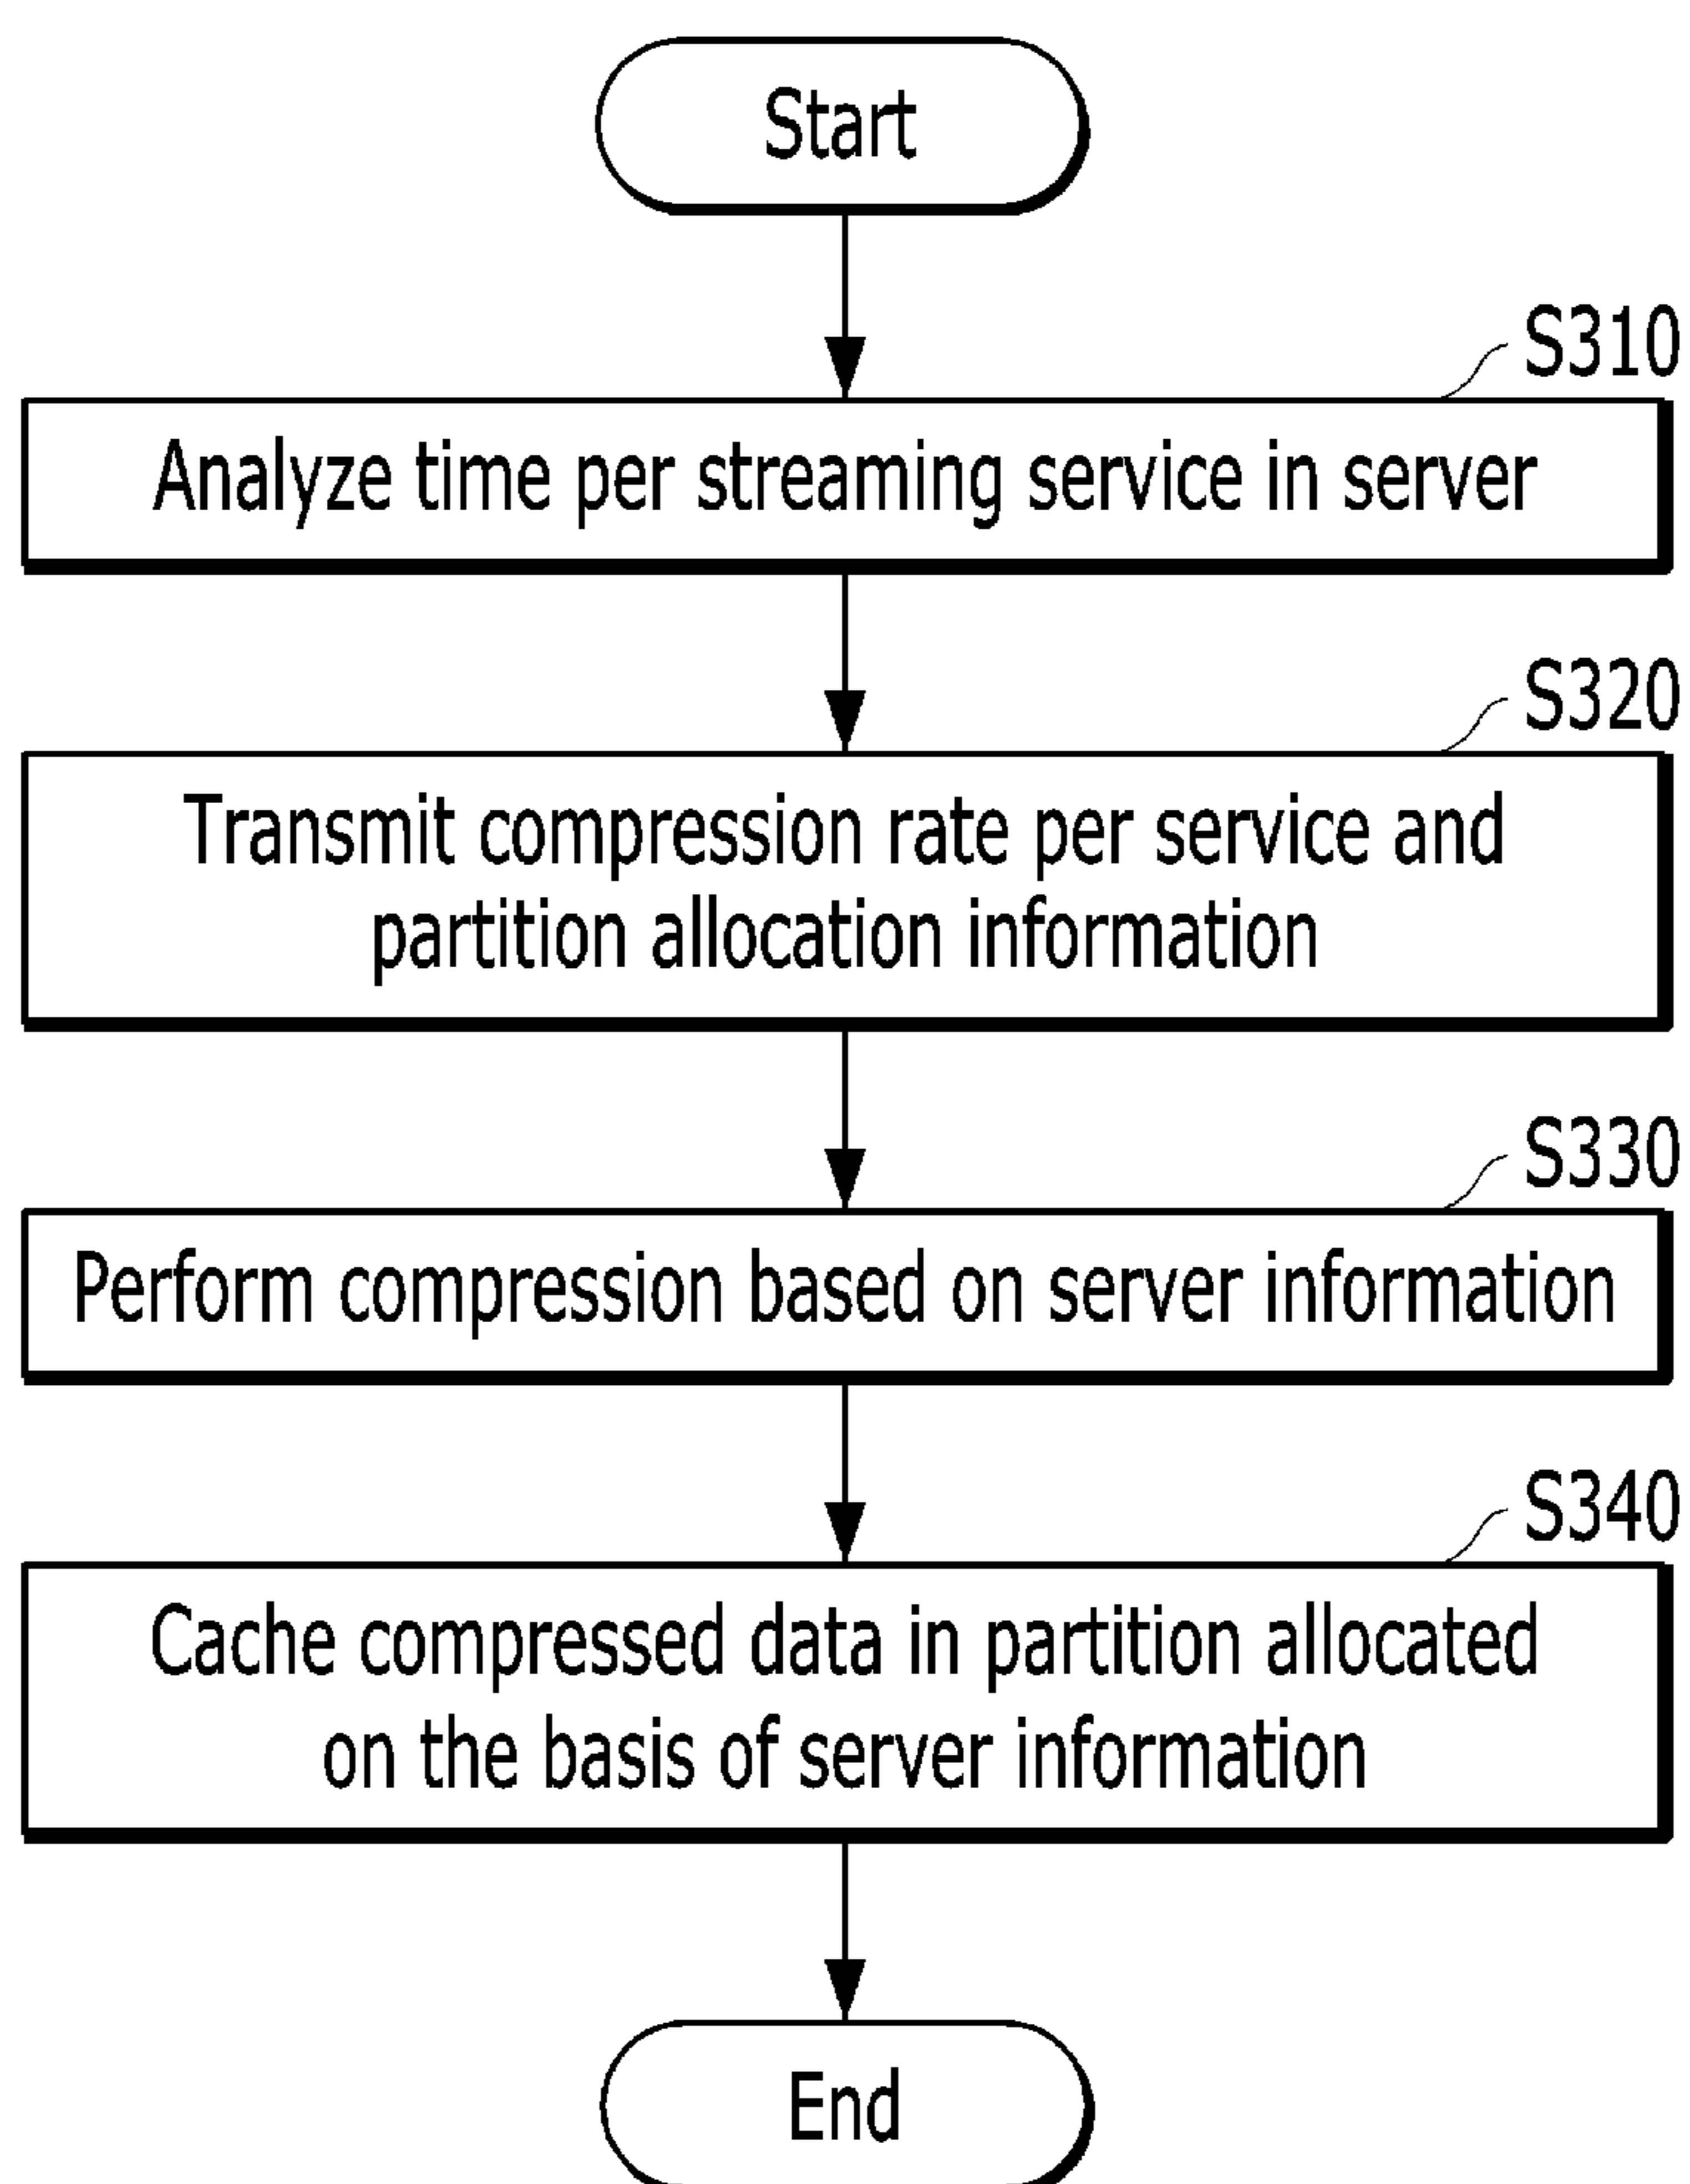 Start
S310
Analyze time per streaming service in server
S320
Transmit compression rate per service and
partition allocation information
S330
Perform compression based on server information
S340
Cache compressed data in partition allocated
on the basis of server information
End